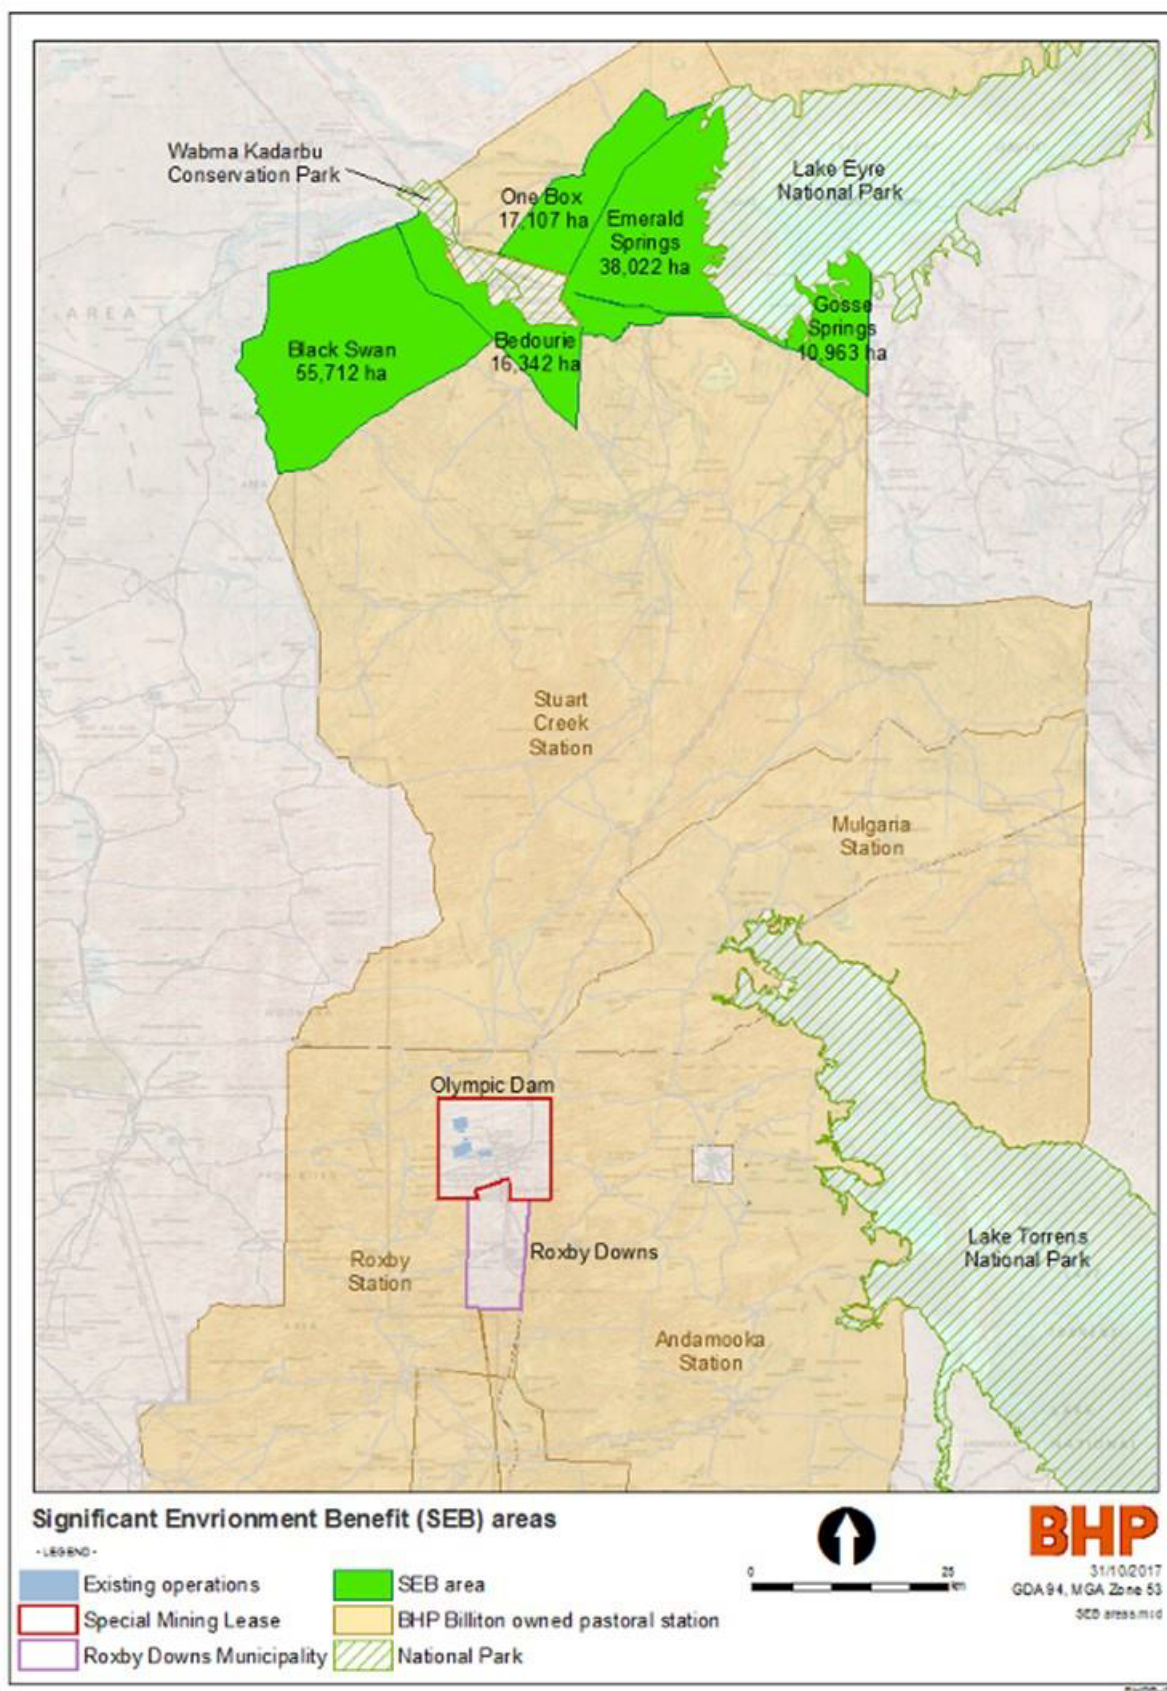 Wabma Kadarbu
Conservation Park
Lake Eyre
National Park
One Box
17,107 ha
Emerald
Springs
38,022 ha
Gosse
Springs
10,963 ha
Black Swan
55,712 ha
Bedourie
16,342 ha
Stuart
Creek
Station
Mulgaria
Station
Olympic Dam
Roxby Downs
Roxby
Station
Lake Torrens
National Park
Andamooka
Station
Significant Envrionment Benefit (SEB) areas
- LEGEND -
Existing operations
Special Mining Lease
Roxby Downs Municipality
SEB area
BHP Billiton owned pastoral station
National Park
0 25
km
BHP
31/10/2017
GDA 94, MGA Zone 53
SEB areas.mxd